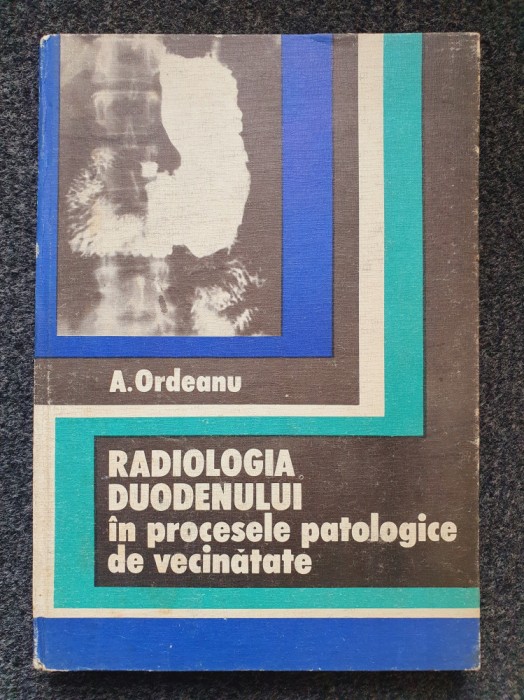 A.Ordeanu
RADIOLOGIA
DUODENULUI
în procesele patologice
de vecinătate